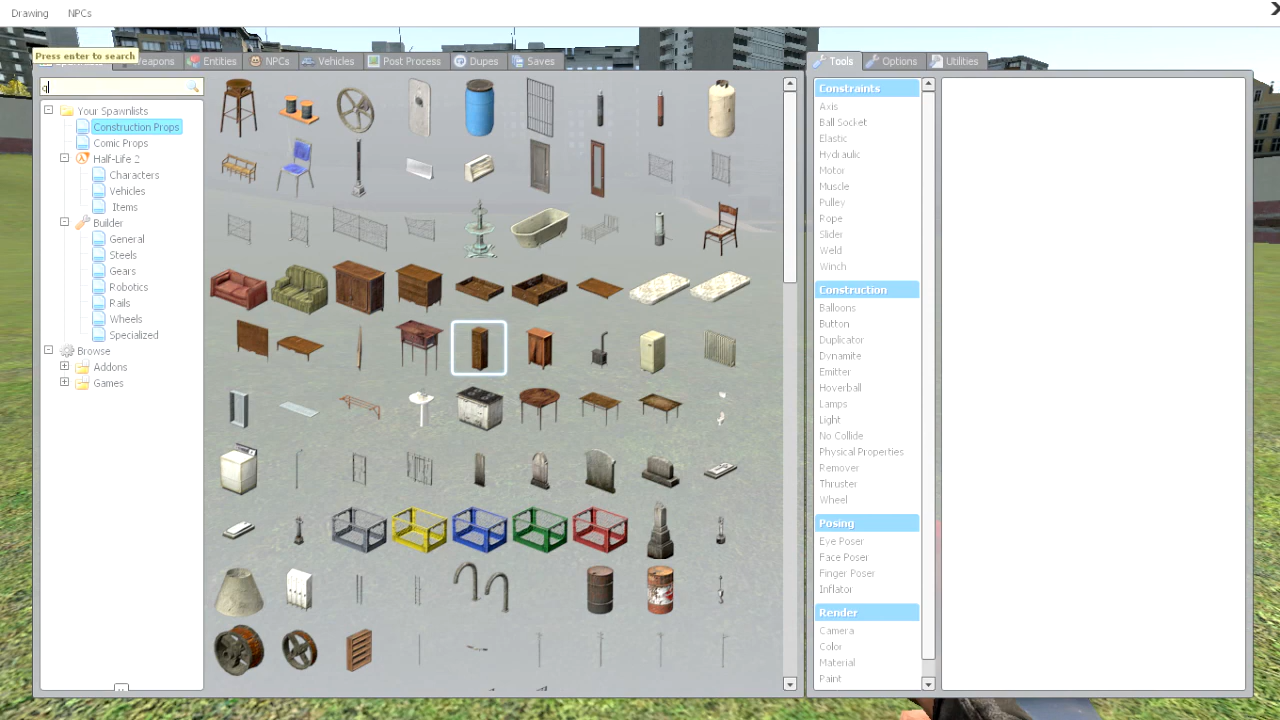 Drawing NPCs
Press enter to search
Weapons Entities NPCs Vehicles Post Process Dupes Saves Tools Options Utilities
q
Your Spawnlists
Construction Props
Comic Props
Half-Life 2
Characters
Vehicles
Items
Builder
General
Steels
Gears
Robotics
Rails
Wheels
Specialized
Browse
Addons
Games
Constraints
Axis
Ball Socket
Elastic
Hydraulic
Motor
Muscle
Pulley
Rope
Slider
Weld
Winch
Construction
Balloons
Button
Duplicator
Dynamite
Emitter
Hoverball
Lamps
Light
No Collide
Physical Properties
Remover
Thruster
Wheel
Posing
Eye Poser
Face Poser
Finger Poser
Inflator
Render
Camera
Color
Material
Paint